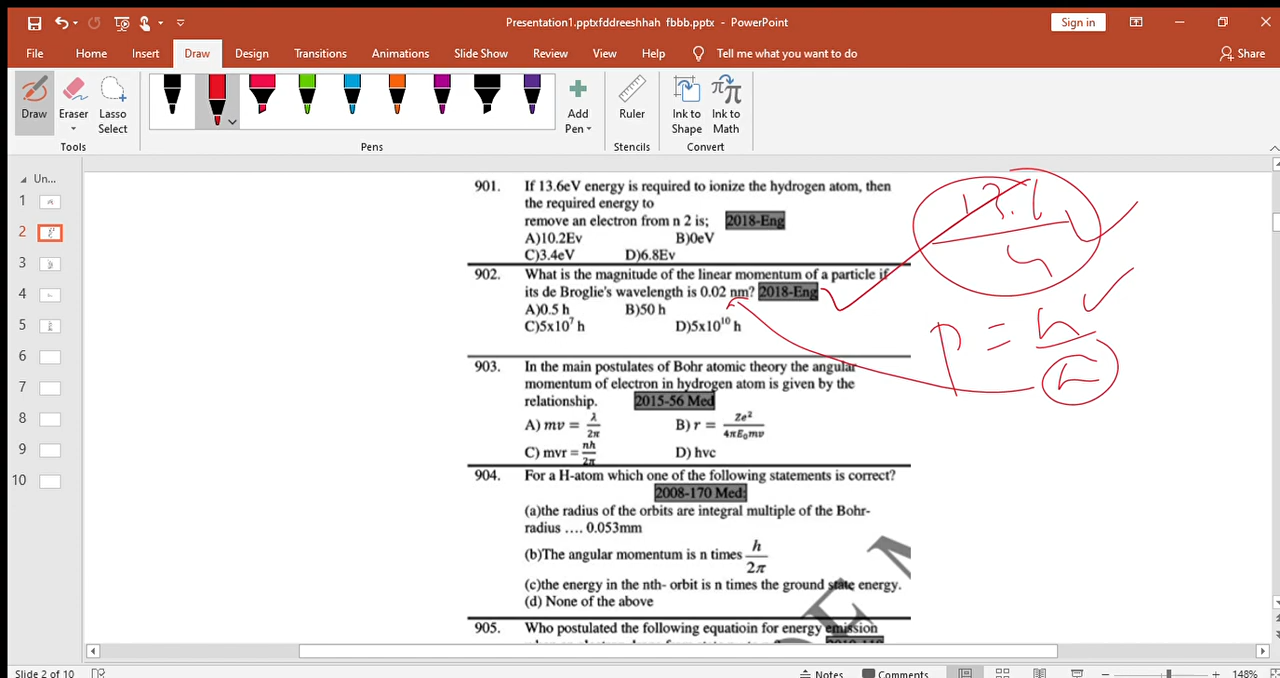 Presentation1.pptxfddreeshhah fbbb.pptx - PowerPoint
Sign in
File Home Insert Draw Design Transitions Animations Slide Show Review View Help Tell me what you want to do Share
Draw Eraser Lasso Select Add Pen Ruler Ink to Shape Ink to Math
Tools Pens Stencils Convert
Un...
1
2
3
4
5
6
7
8
9
10
901. If 13.6eV energy is required to ionize the hydrogen atom, then
the required energy to
remove an electron from n 2 is; 2018-Eng
A)10.2Ev B)0eV
C)3.4eV D)6.8Ev
902. What is the magnitude of the linear momentum of a particle if
its de Broglie's wavelength is 0.02 nm? 2018-Eng
A)0.5 h B)50 h
C)5x10⁷ h D)5x10¹⁰ h
903. In the main postulates of Bohr atomic theory the angular
momentum of electron in hydrogen atom is given by the
relationship. 2015-56 Med
A) mv = λ/2π B) r = Ze²/4πE₀mv
C) mvr = nh/2π D) hvc
904. For a H-atom which one of the following statements is correct?
2008-170 Med:
(a)the radius of the orbits are integral multiple of the Bohr-
radius .... 0.053mm
(b)The angular momentum is n times h/2π
(c)the energy in the nth- orbit is n times the ground state energy.
(d) None of the above
905. Who postulated the following equatioin for energy emission
13.6
p = h
Slide 2 of 10 Notes Comments 148%